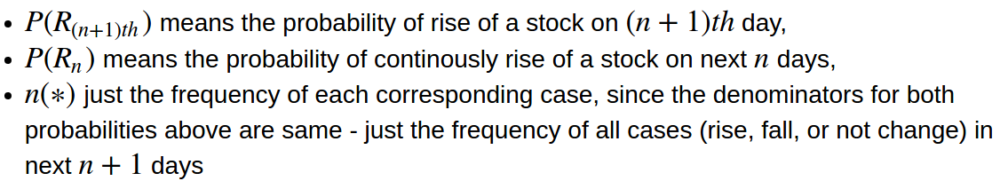 • P(R_{(n+1)th}) means the probability of rise of a stock on (n + 1)th day,
• P(R_n) means the probability of continously rise of a stock on next n days,
• n(∗) just the frequency of each corresponding case, since the denominators for both
probabilities above are same - just the frequency of all cases (rise, fall, or not change) in
next n + 1 days